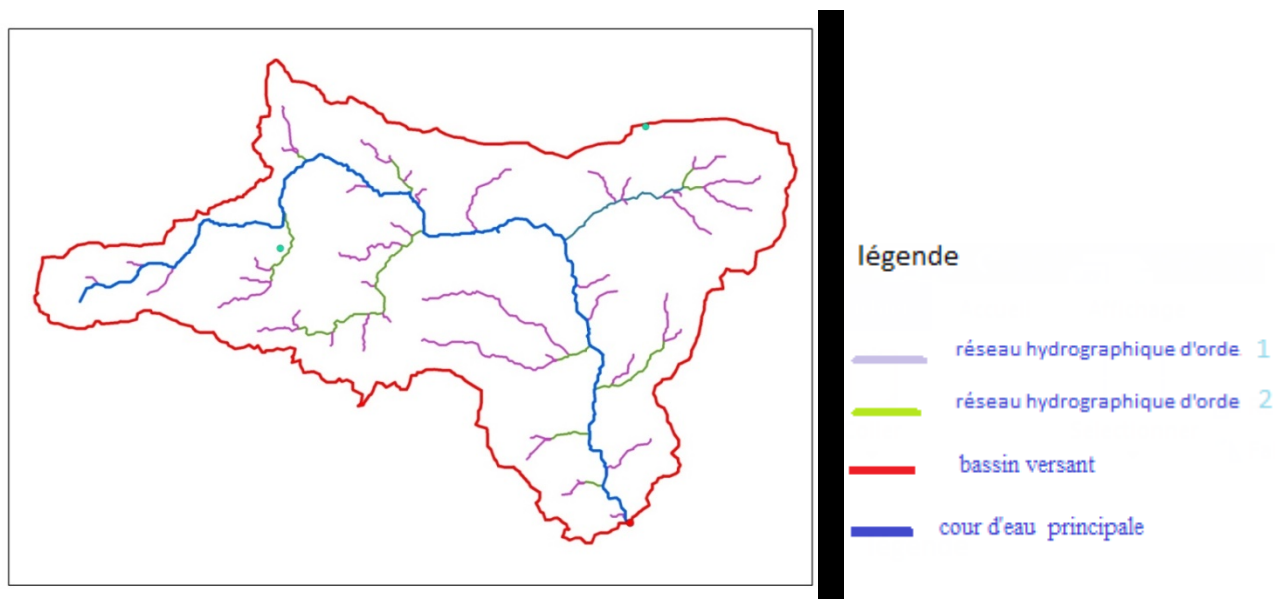 légende
réseau hydrographique d'orde 1
réseau hydrographique d'orde 2
bassin versant
cour d'eau principale